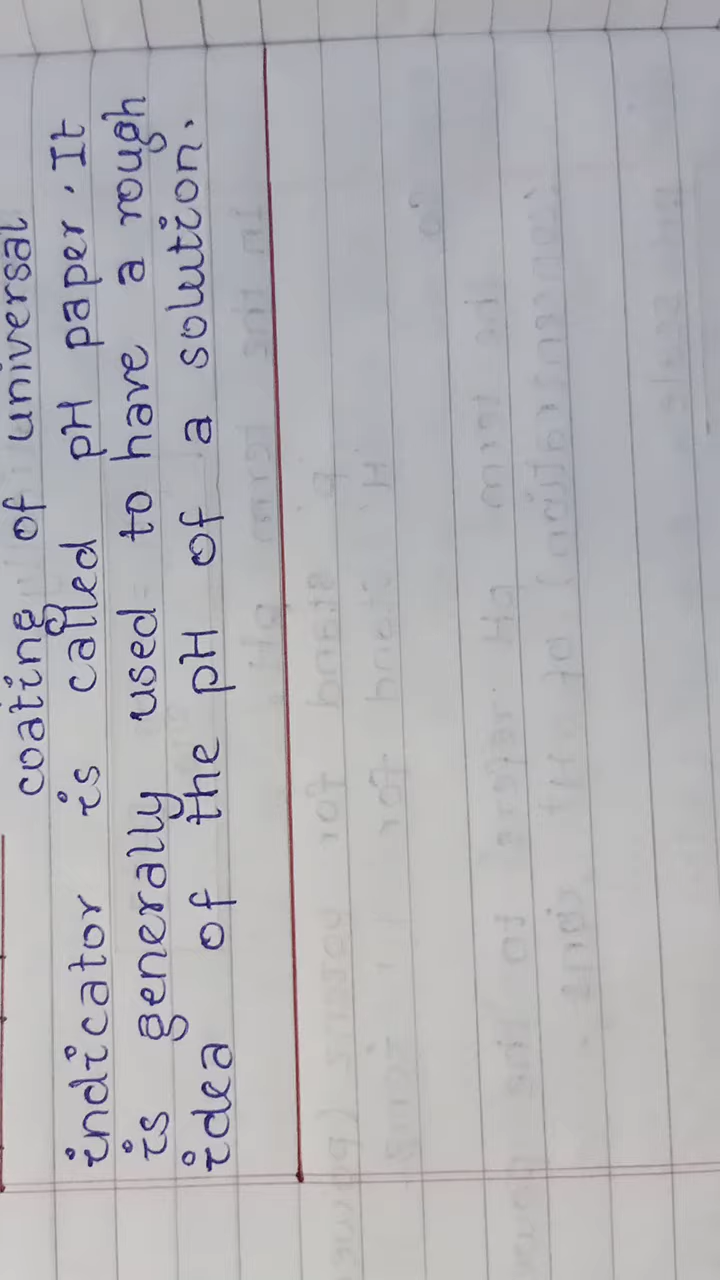 coating of universal
indicator is called pH paper. It
is generally used to have a rough
idea of the pH of a solution.